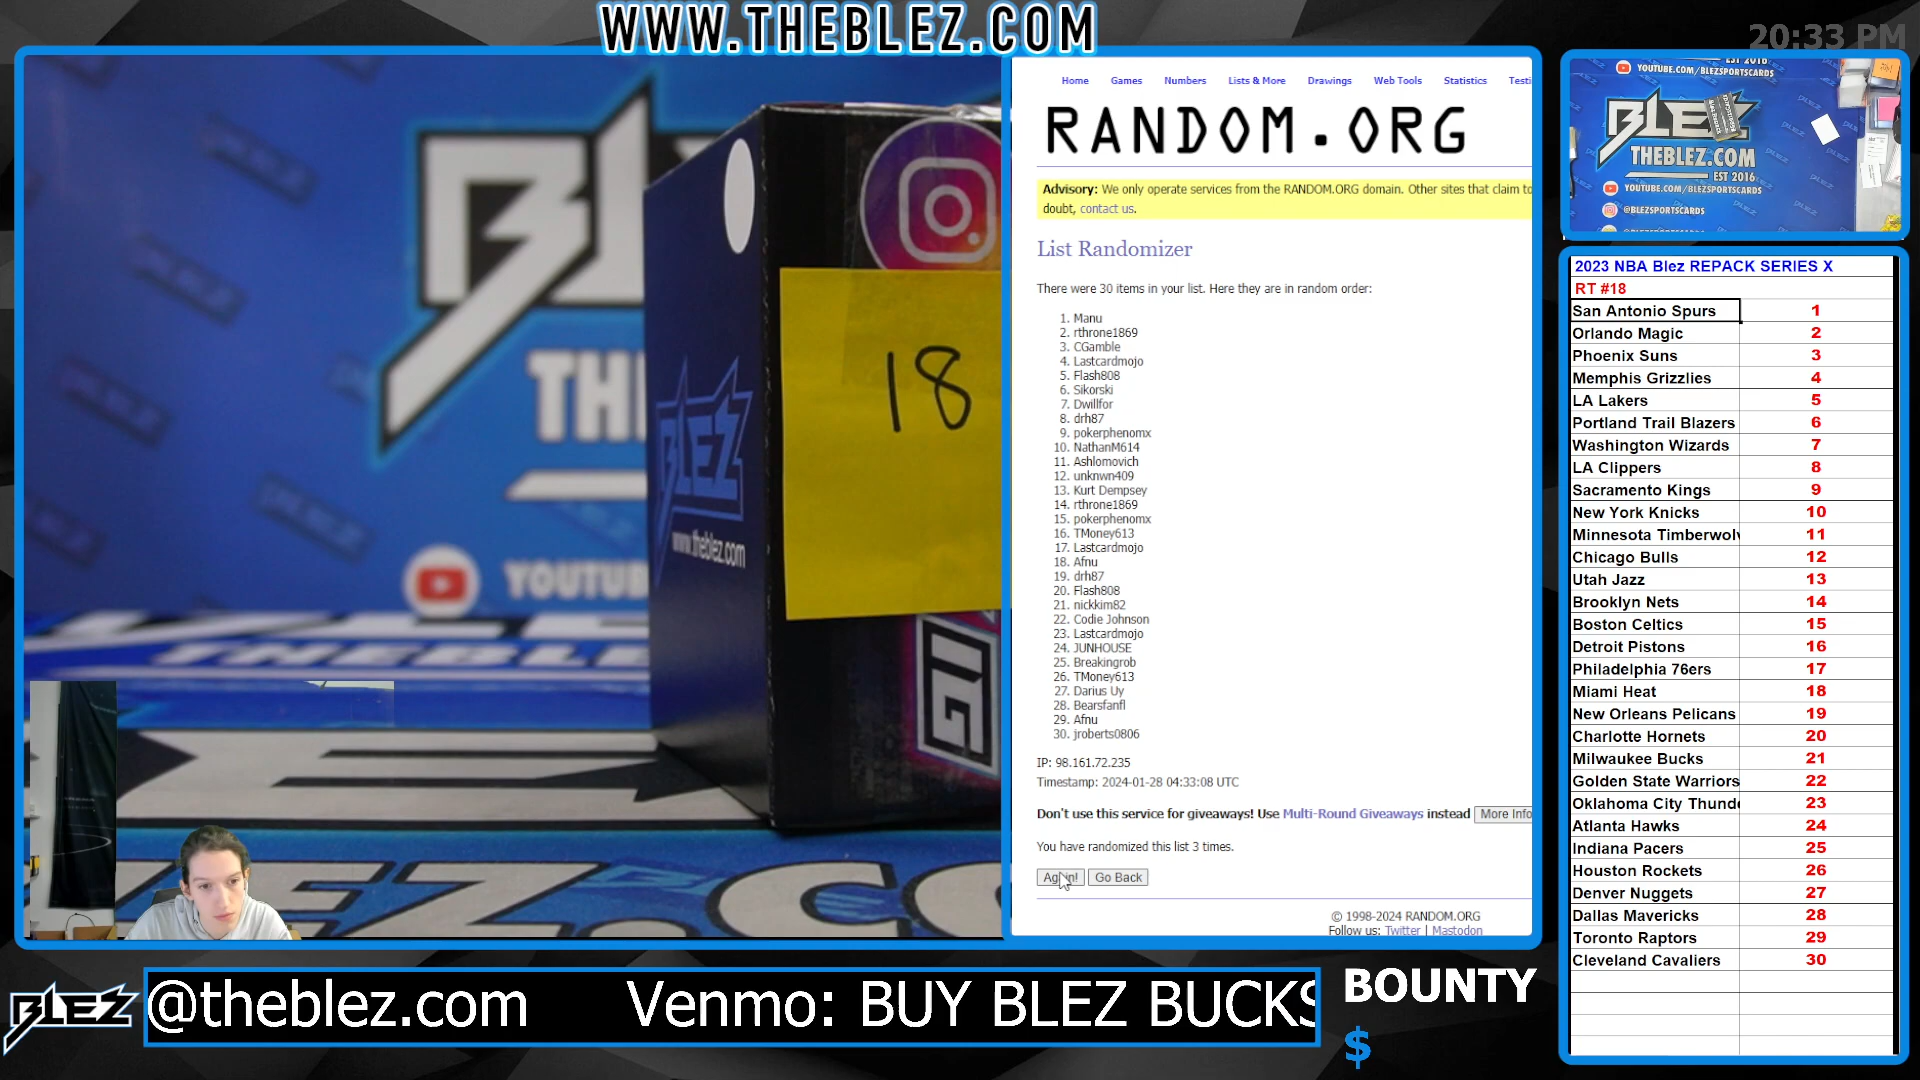 WWW.THEBLEZ.COM
20:33 PM
Home Games Numbers Lists & More Drawings Web Tools Statistics
RANDOM.ORG
Advisory: We only operate services from the RANDOM.ORG domain. Other sites that claim to
doubt, contact us.
List Randomizer
There were 30 items in your list. Here they are in random order:
1. Manu
2. rthrone1869
3. CGamble
4. Lastcardmojo
5. Flash808
6. Sikorski
7. Dwillfor
8. drh87
9. pokerphenomx
10. NathanM614
11. Ashlomovich
12. unknwn409
13. Kurt Dempsey
14. rthrone1869
15. pokerphenomx
16. TMoney613
17. Lastcardmojo
18. Afnu
19. drh87
20. Flash808
21. nickkim82
22. Codie Johnson
23. Lastcardmojo
24. JUNHOUSE
25. Breakingrob
26. TMoney613
27. Darius Uy
28. Bearsfanfl
29. Afnu
30. jroberts0806
IP: 98.161.72.235
Timestamp: 2024-01-28 04:33:08 UTC
Don't use this service for giveaways! Use Multi-Round Giveaways instead More Info
You have randomized this list 3 times.
Again! Go Back
© 1998-2024 RANDOM.ORG
Follow us: Twitter | Mastodon
18
BLEZ
www.theblez.com
YOUTUBE.COM/BLEZSPORTSCARDS
BLEZ
THEBLEZ.COM
EST 2016
YOUTUBE.COM/BLEZSPORTSCARDS
@BLEZSPORTSCARDS
2023 NBA Blez REPACK SERIES X
RT #18
San Antonio Spurs 1
Orlando Magic 2
Phoenix Suns 3
Memphis Grizzlies 4
LA Lakers 5
Portland Trail Blazers 6
Washington Wizards 7
LA Clippers 8
Sacramento Kings 9
New York Knicks 10
Minnesota Timberwolv 11
Chicago Bulls 12
Utah Jazz 13
Brooklyn Nets 14
Boston Celtics 15
Detroit Pistons 16
Philadelphia 76ers 17
Miami Heat 18
New Orleans Pelicans 19
Charlotte Hornets 20
Milwaukee Bucks 21
Golden State Warriors 22
Oklahoma City Thunde 23
Atlanta Hawks 24
Indiana Pacers 25
Houston Rockets 26
Denver Nuggets 27
Dallas Mavericks 28
Toronto Raptors 29
Cleveland Cavaliers 30
BLEZ @theblez.com Venmo: BUY BLEZ BUCKS
BOUNTY
$